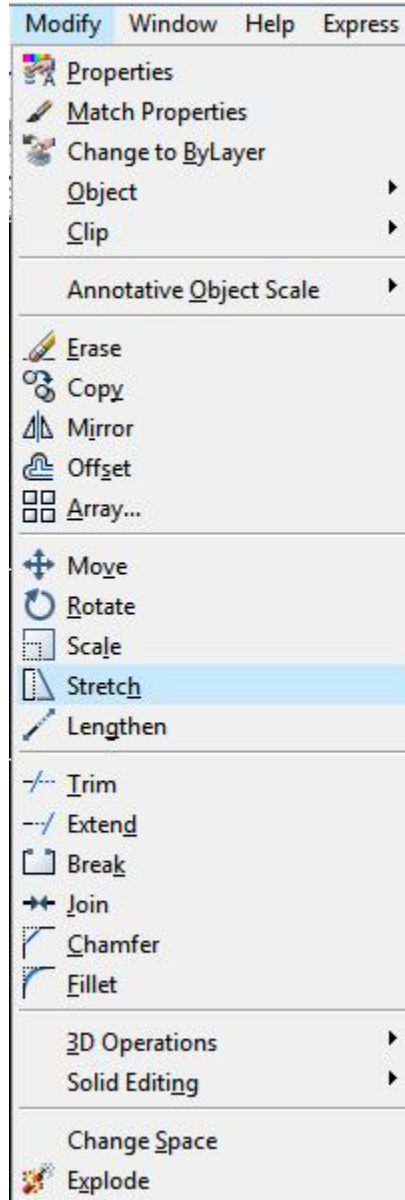 Modify Window Help Express
Properties
Match Properties
Change to ByLayer
Object
Clip
Annotative Object Scale
Erase
Copy
Mirror
Offset
Array...
Move
Rotate
Scale
Stretch
Lengthen
Trim
Extend
Break
Join
Chamfer
Fillet
3D Operations
Solid Editing
Change Space
Explode